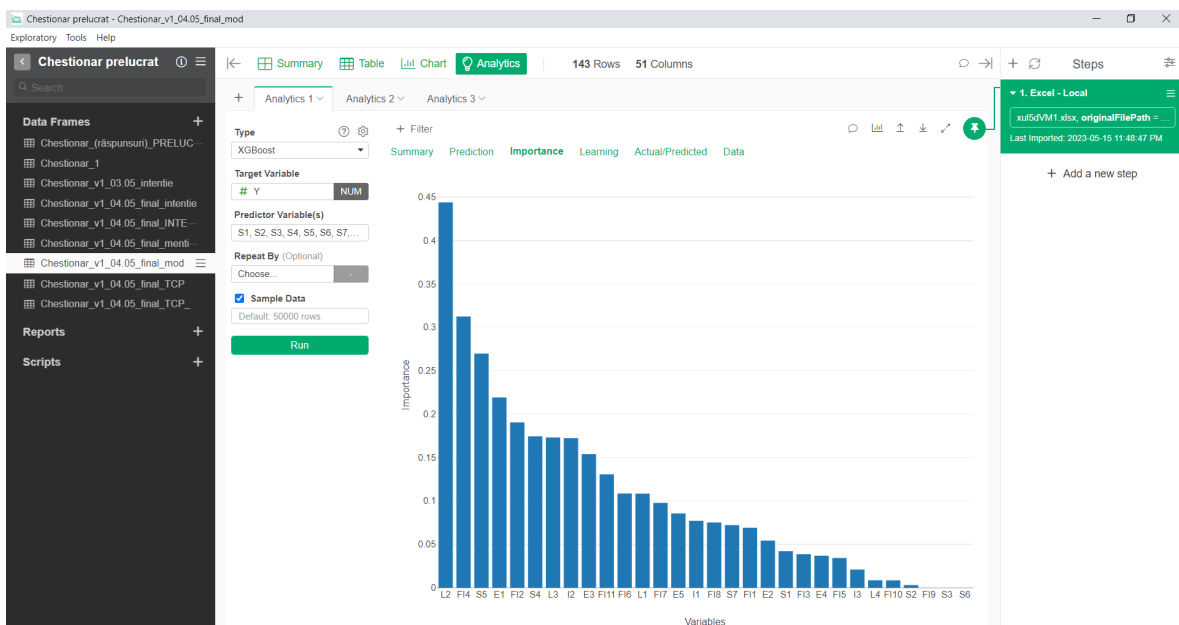 Chestionar prelucrat - Chestionar_v1_04.05_final_mod
Exploratory Tools Help
Chestionar prelucrat
Search
Data Frames
Chestionar_(răspunsuri)_PRELUC···
Chestionar_1
Chestionar_v1_03.05_intentie
Chestionar_v1_04.05_final_intentie
Chestionar_v1_04.05_final_INTE···
Chestionar_v1_04.05_final_menti···
Chestionar_v1_04.05_final_mod
Chestionar_v1_04.05_final_TCP
Chestionar_v1_04.05_final_TCP_
Reports
Scripts
Summary Table Chart Analytics 143 Rows 51 Columns
Analytics 1 Analytics 2 Analytics 3
Type
XGBoost
Target Variable
# Y NUM
Predictor Variable(s)
S1, S2, S3, S4, S5, S6, S7,...
Repeat By (Optional)
Choose... -
Sample Data
Default: 50000 rows
Run
+ Filter
Summary Prediction Importance Learning Actual/Predicted Data
0.45
0.4
0.35
0.3
0.25
0.2
0.15
0.1
0.05
0
Importance
L2 FI4 S5 E1 FI2 S4 L3 I2 E3 FI11 FI6 L1 FI7 E5 I1 FI8 S7 FI1 E2 S1 FI3 E4 FI5 I3 L4 FI10 S2 FI9 S3 S6
Variables
Steps
1. Excel - Local
xul5dVM1.xlsx, originalFilePath = ...
Last Imported: 2023-05-15 11:48:47 PM
+ Add a new step